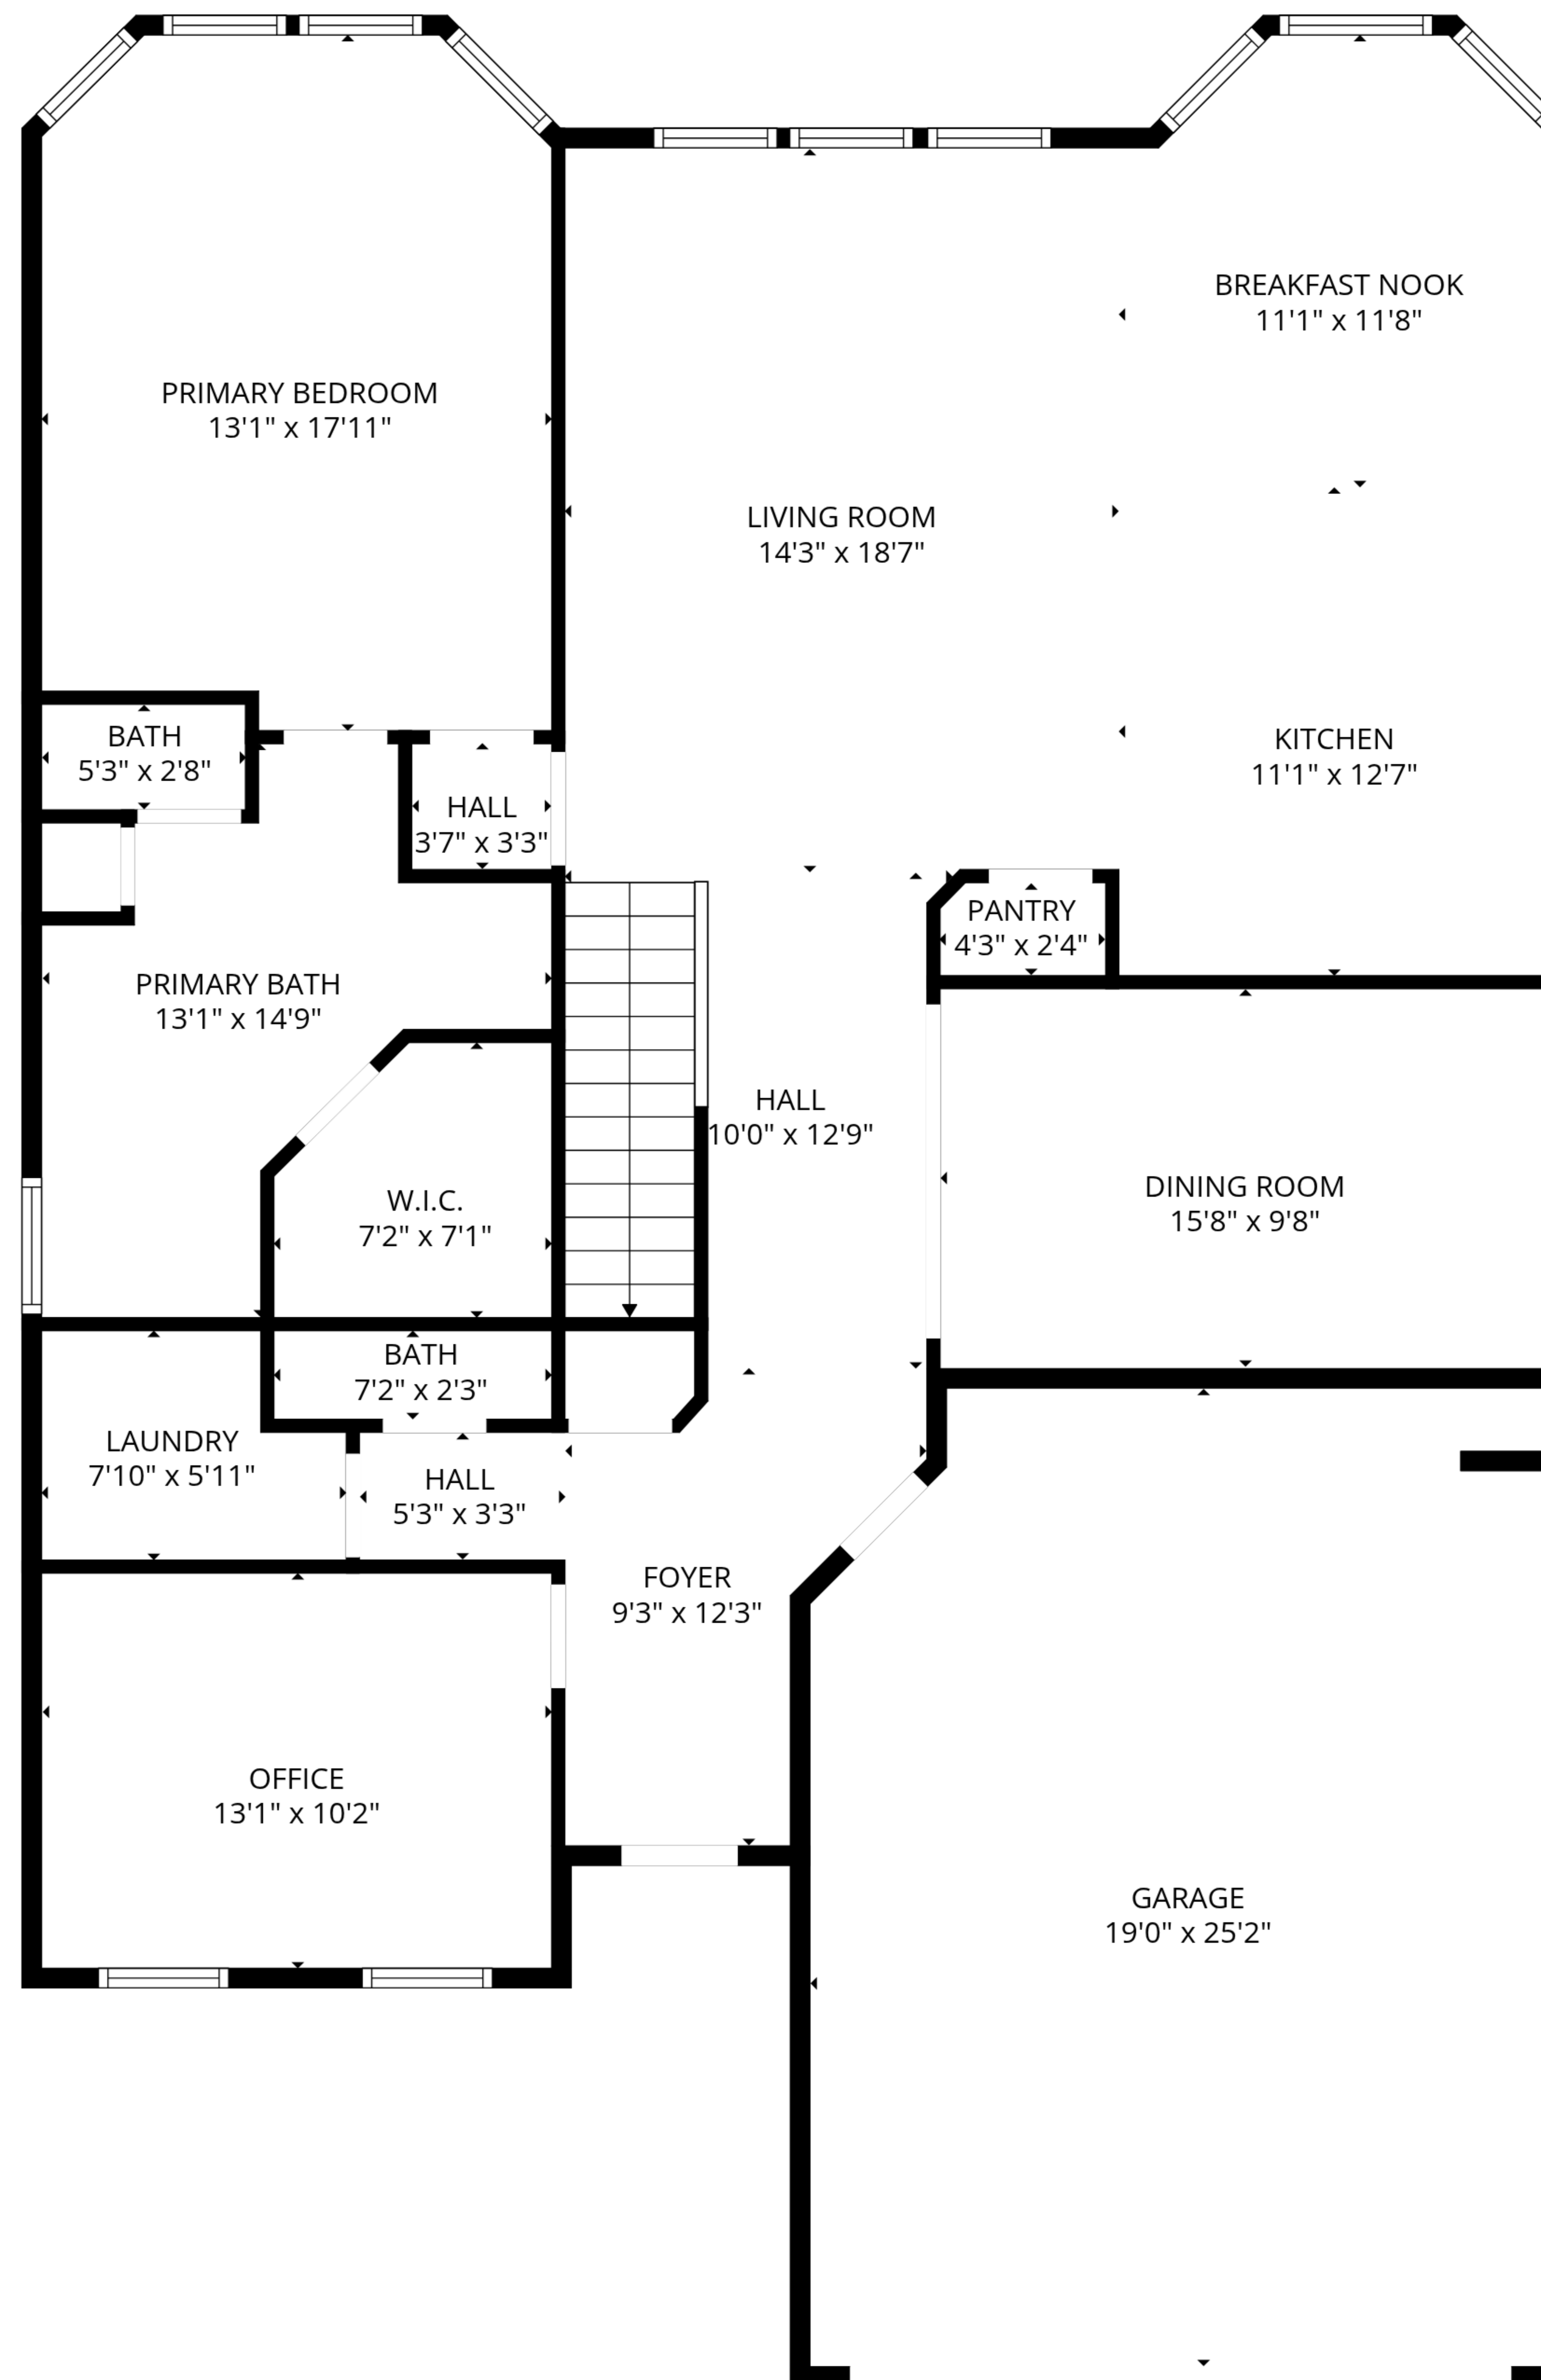 BREAKFAST NOOK
11'1" x 11'8"
PRIMARY BEDROOM
13'1" x 17'11"
LIVING ROOM
14'3" x 18'7"
BATH
5'3" x 2'8"
KITCHEN
11'1" x 12'7"
HALL
3'7" x 3'3"
PANTRY
4'3" x 2'4"
PRIMARY BATH
13'1" x 14'9"
HALL
10'0" x 12'9"
DINING ROOM
15'8" x 9'8"
W.I.C.
7'2" x 7'1"
BATH
7'2" x 2'3"
LAUNDRY
7'10" x 5'11"
HALL
5'3" x 3'3"
FOYER
9'3" x 12'3"
OFFICE
13'1" x 10'2"
GARAGE
19'0" x 25'2"